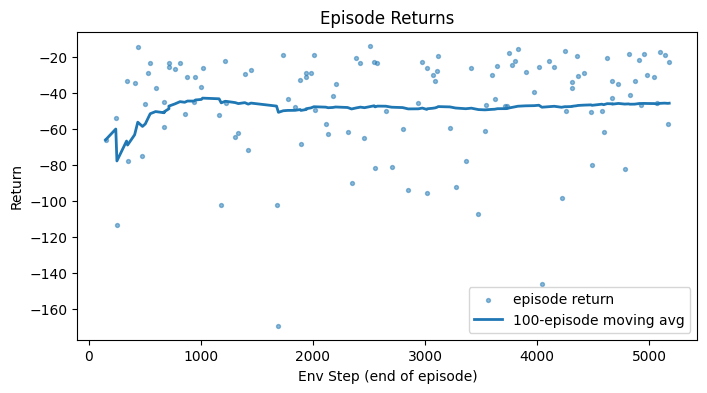 Episode Returns
Return
−20
−40
−60
−80
−100
−120
−140
−160
0
1000
2000
3000
4000
5000
Env Step (end of episode)
episode return
100-episode moving avg